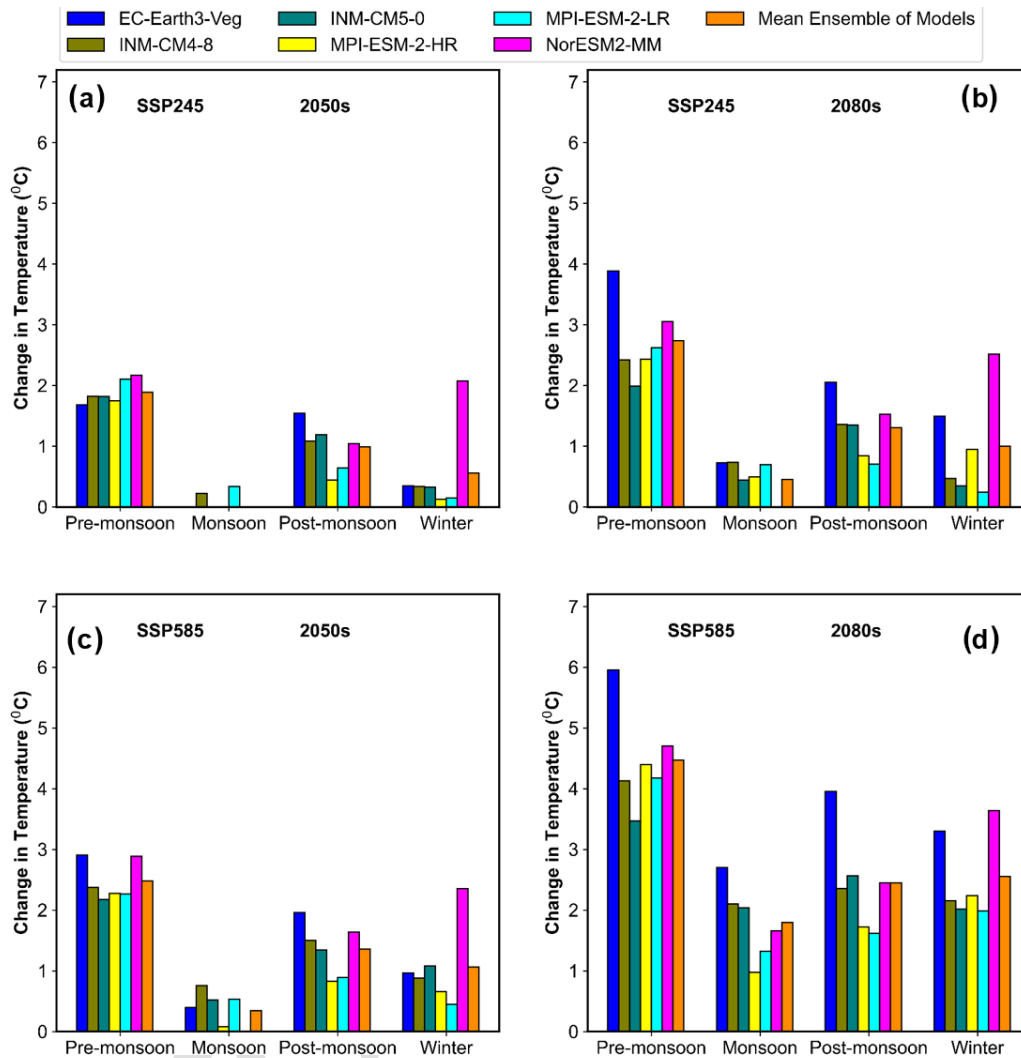 EC-Earth3-Veg INM-CM5-0 MPI-ESM-2-LR Mean Ensemble of Models
INM-CM4-8 MPI-ESM-2-HR NorESM2-MM
(a) SSP245 2050s
Change in Temperature (⁰C)
7
6
5
4
3
2
1
0
Pre-monsoon Monsoon Post-monsoon Winter
SSP245 2080s (b)
Change in Temperature (⁰C)
7
6
5
4
3
2
1
0
Pre-monsoon Monsoon Post-monsoon Winter
(c) SSP585 2050s
Change in Temperature (⁰C)
7
6
5
4
3
2
1
0
Pre-monsoon Monsoon Post-monsoon Winter
SSP585 2080s (d)
Change in Temperature (⁰C)
7
6
5
4
3
2
1
0
Pre-monsoon Monsoon Post-monsoon Winter